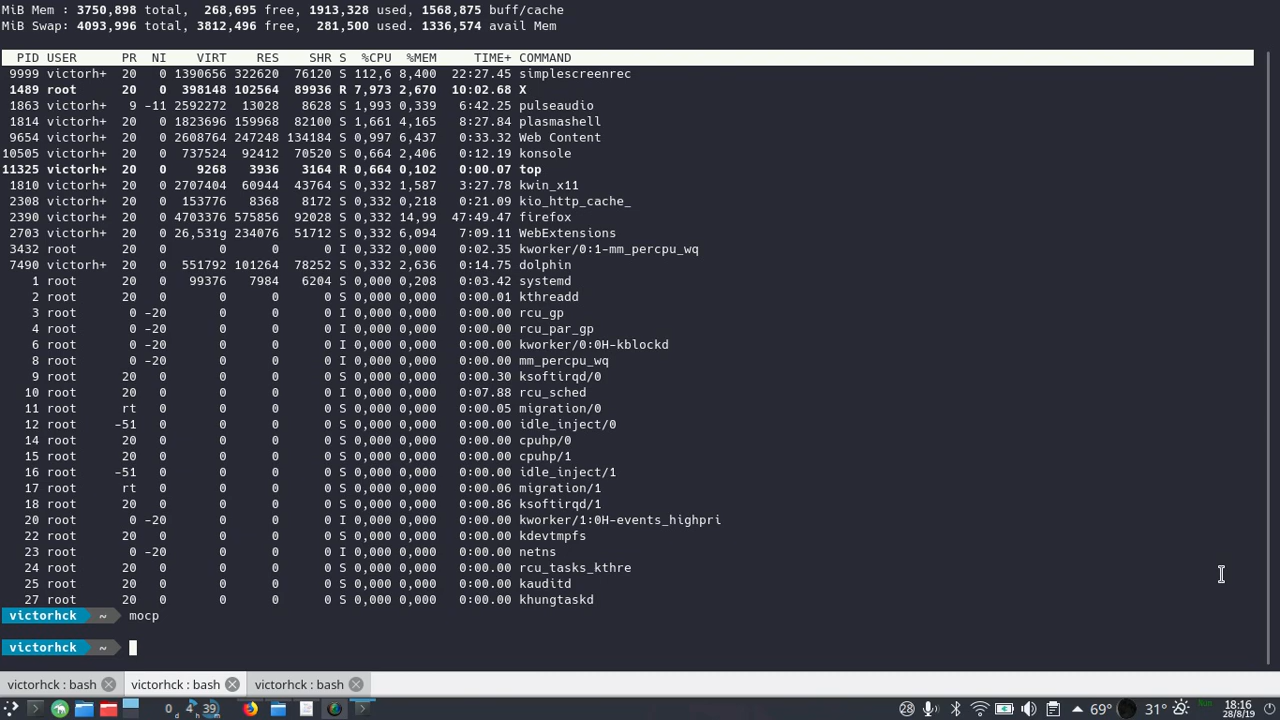 MiB Mem : 3750,898 total,  268,695 free, 1913,328 used, 1568,875 buff/cache
MiB Swap: 4093,996 total, 3812,496 free,  281,500 used. 1336,574 avail Mem
PID USER PR NI VIRT RES SHR S %CPU %MEM TIME+ COMMAND
9999 victorh+ 20 0 1390656 322620 76120 S 112,6 8,400 22:27.45 simplescreenrec
1489 root 20 0 398148 102564 89936 R 7,973 2,670 10:02.68 X
1863 victorh+ 9 -11 2592272 13028 8628 S 1,993 0,339 6:42.25 pulseaudio
1814 victorh+ 20 0 1823696 159968 82100 S 1,661 4,165 8:27.84 plasmashell
9654 victorh+ 20 0 2608764 247248 134184 S 0,997 6,437 0:33.32 Web Content
10505 victorh+ 20 0 737524 92412 70520 S 0,664 2,406 0:12.19 konsole
11325 victorh+ 20 0 9268 3936 3164 R 0,664 0,102 0:00.07 top
1810 victorh+ 20 0 2707404 60944 43764 S 0,332 1,587 3:27.78 kwin_x11
2308 victorh+ 20 0 153776 8368 8172 S 0,332 0,218 0:21.09 kio_http_cache_
2390 victorh+ 20 0 4703376 575856 92028 S 0,332 14,99 47:49.47 firefox
2703 victorh+ 20 0 26,531g 234076 51712 S 0,332 6,094 7:09.11 WebExtensions
3432 root 20 0 0 0 0 I 0,332 0,000 0:02.35 kworker/0:1-mm_percpu_wq
7490 victorh+ 20 0 551792 101264 78252 S 0,332 2,636 0:14.75 dolphin
1 root 20 0 99376 7984 6204 S 0,000 0,208 0:03.42 systemd
2 root 20 0 0 0 0 S 0,000 0,000 0:00.01 kthreadd
3 root 0 -20 0 0 0 I 0,000 0,000 0:00.00 rcu_gp
4 root 0 -20 0 0 0 I 0,000 0,000 0:00.00 rcu_par_gp
6 root 0 -20 0 0 0 I 0,000 0,000 0:00.00 kworker/0:0H-kblockd
8 root 0 -20 0 0 0 I 0,000 0,000 0:00.00 mm_percpu_wq
9 root 20 0 0 0 0 S 0,000 0,000 0:00.30 ksoftirqd/0
10 root 20 0 0 0 0 I 0,000 0,000 0:07.88 rcu_sched
11 root rt 0 0 0 0 S 0,000 0,000 0:00.05 migration/0
12 root -51 0 0 0 0 S 0,000 0,000 0:00.00 idle_inject/0
14 root 20 0 0 0 0 S 0,000 0,000 0:00.00 cpuhp/0
15 root 20 0 0 0 0 S 0,000 0,000 0:00.00 cpuhp/1
16 root -51 0 0 0 0 S 0,000 0,000 0:00.00 idle_inject/1
17 root rt 0 0 0 0 S 0,000 0,000 0:00.06 migration/1
18 root 20 0 0 0 0 S 0,000 0,000 0:00.86 ksoftirqd/1
20 root 0 -20 0 0 0 I 0,000 0,000 0:00.00 kworker/1:0H-events_highpri
22 root 20 0 0 0 0 S 0,000 0,000 0:00.00 kdevtmpfs
23 root 0 -20 0 0 0 I 0,000 0,000 0:00.00 netns
24 root 20 0 0 0 0 S 0,000 0,000 0:00.00 rcu_tasks_kthre
25 root 20 0 0 0 0 S 0,000 0,000 0:00.00 kauditd
27 root 20 0 0 0 0 S 0,000 0,000 0:00.00 khungtaskd
victorhck ~ mocp
victorhck ~
victorhck : bash victorhck : bash victorhck : bash
0 d 4 39 28 69° 31° 18:16
28/8/19